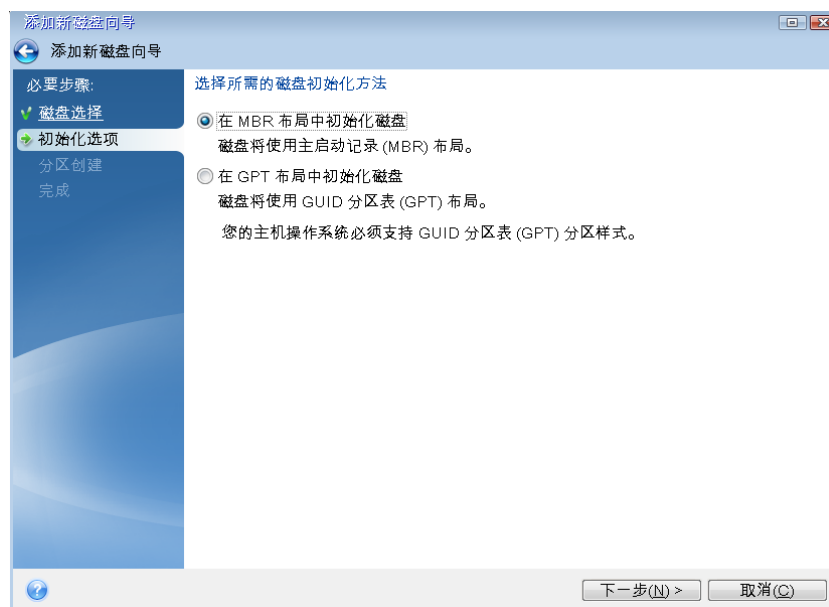 添加新磁盘向导
添加新磁盘向导
必要步骤:
磁盘选择
初始化选项
分区创建
完成
选择所需的磁盘初始化方法
在 MBR 布局中初始化磁盘
磁盘将使用主启动记录 (MBR) 布局。
在 GPT 布局中初始化磁盘
磁盘将使用 GUID 分区表 (GPT) 布局。
您的主机操作系统必须支持 GUID 分区表 (GPT) 分区样式。
下一步(N) >
取消(C)